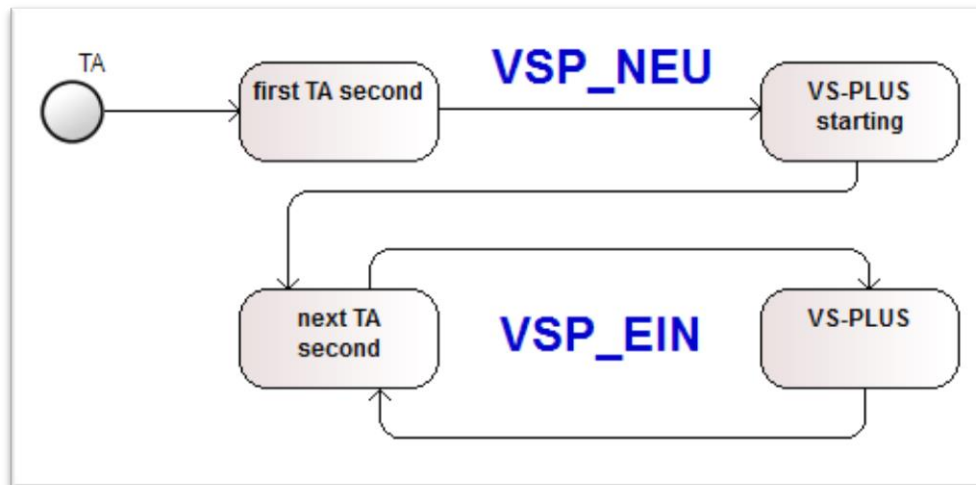 TA
first TA second
VSP_NEU
VS-PLUS
starting
next TA
second
VSP_EIN
VS-PLUS